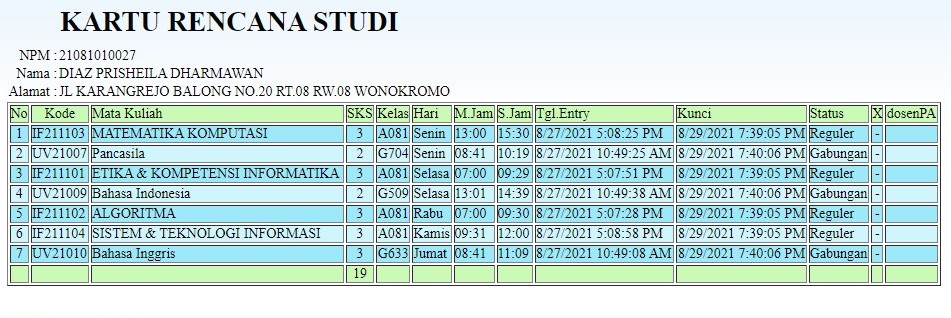 KARTU RENCANA STUDI
NPM : 21081010027
Nama : DIAZ PRISHEILA DHARMAWAN
Alamat : JL KARANGREJO BALONG NO.20 RT.08 RW.08 WONOKROMO
No Kode Mata Kuliah SKS Kelas Hari M.Jam S.Jam Tgl.Entry Kunci Status X dosenPA
1 IF211103 MATEMATIKA KOMPUTASI 3 A081 Senin 13:00 15:30 8/27/2021 5:08:25 PM 8/29/2021 7:39:05 PM Reguler -
2 UV21007 Pancasila 2 G704 Senin 08:41 10:19 8/27/2021 10:49:25 AM 8/29/2021 7:40:06 PM Gabungan -
3 IF211101 ETIKA & KOMPETENSI INFORMATIKA 3 A081 Selasa 07:00 09:29 8/27/2021 5:07:51 PM 8/29/2021 7:39:05 PM Reguler -
4 UV21009 Bahasa Indonesia 2 G509 Selasa 13:01 14:39 8/27/2021 10:49:38 AM 8/29/2021 7:40:06 PM Gabungan -
5 IF211102 ALGORITMA 3 A081 Rabu 07:00 09:30 8/27/2021 5:07:28 PM 8/29/2021 7:39:05 PM Reguler -
6 IF211104 SISTEM & TEKNOLOGI INFORMASI 3 A081 Kamis 09:31 12:00 8/27/2021 5:08:58 PM 8/29/2021 7:39:05 PM Reguler -
7 UV21010 Bahasa Inggris 3 G633 Jumat 08:41 11:09 8/27/2021 10:49:08 AM 8/29/2021 7:40:06 PM Gabungan -
19